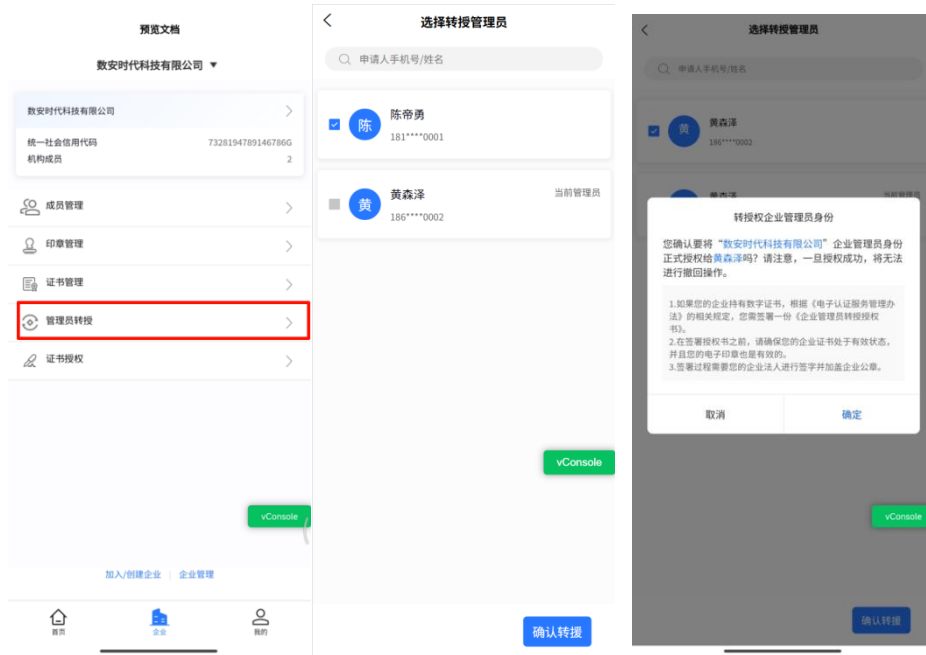 预览文档
数安时代科技有限公司 ▼
数安时代科技有限公司
统一社会信用代码 732819478914678​6G
机构成员 2
成员管理
印章管理
证书管理
管理员转授
证书授权
vConsole
加入/创建企业 | 企业管理
首页 企业 我的
选择转授管理员
申请人手机号/姓名
陈 陈帝勇
181****0001
黄 黄森泽 当前管理员
186****0002
vConsole
确认转援
选择转授管理员
申请人手机号/姓名
黄 黄森泽
186****0002
黄森泽 当前管理员
转授权企业管理员身份
您确认要将“数安时代科技有限公司”企业管理员身份
正式授权给黄森泽吗？请注意，一旦授权成功，将无法
进行撤回操作。
1.如果您的企业持有数字证书，根据《电子认证服务管理办
法》的相关规定，您需签署一份《企业管理员转授授权
书》。
2.在签署授权书之前，请确保您的企业证书处于有效状态，
并且您的电子印章也是有效的。
3.签署过程需要您的企业法人进行签字并加盖企业公章。
取消 确定
vConsole
确认转援